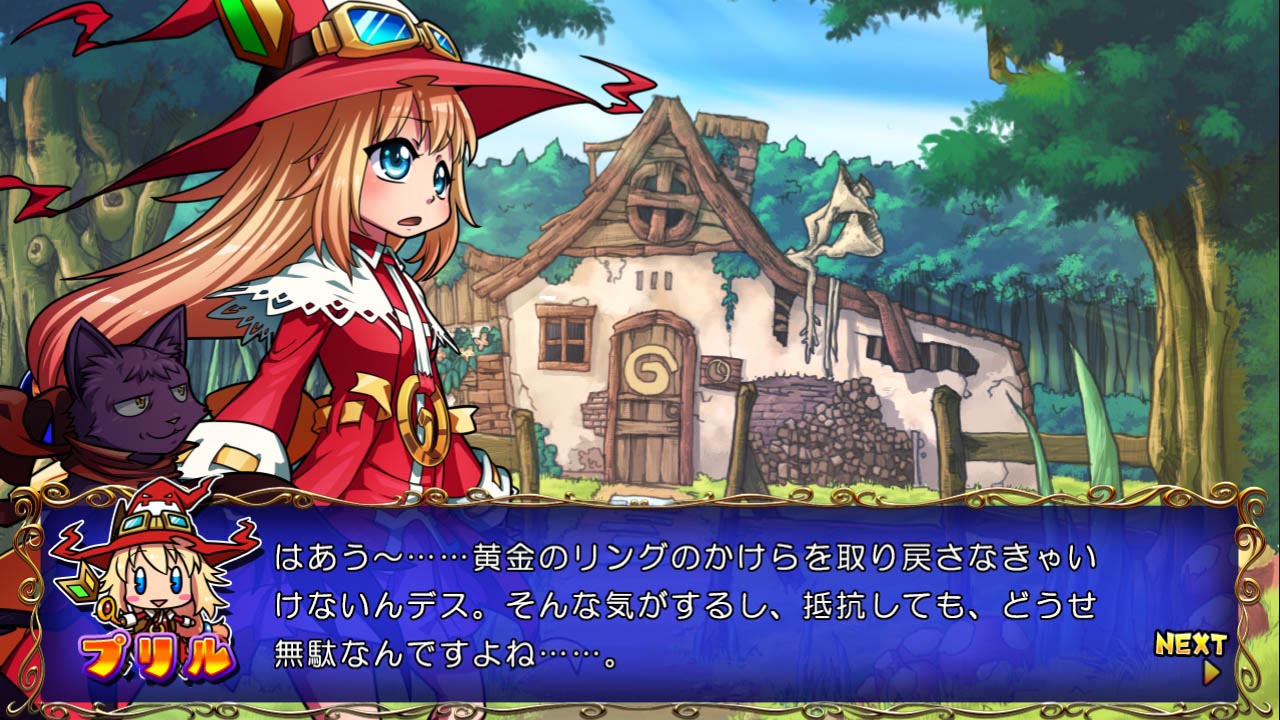 はあう～……黄金のリングのかけらを取り戻さなきゃい
けないんデス。そんな気がするし、抵抗しても、どうせ
無駄なんですよね……。
プリル
NEXT